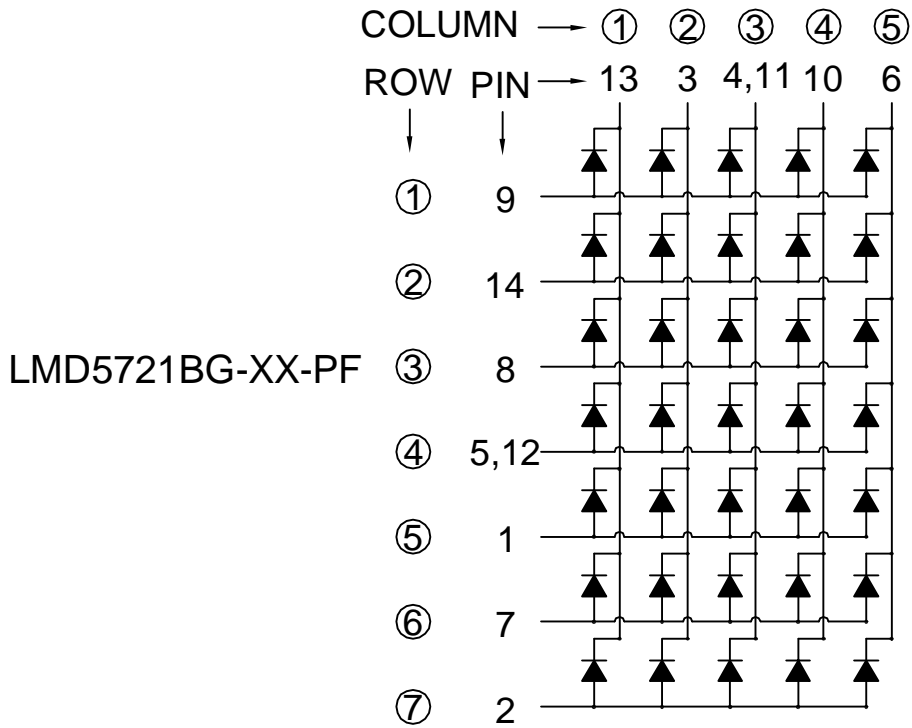 COLUMN → ① ② ③ ④ ⑤
ROW PIN → 13 3 4,11 10 6
① 9
② 14
LMD5721BG-XX-PF ③ 8
④ 5,12
⑤ 1
⑥ 7
⑦ 2